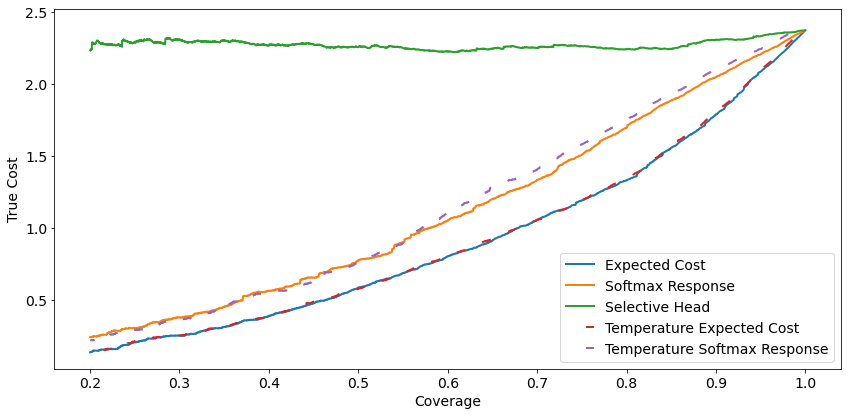 2.5
2.0
1.5
1.0
0.5
True Cost
0.2
0.3
0.4
0.5
0.6
0.7
0.8
0.9
1.0
Coverage
Expected Cost
Softmax Response
Selective Head
Temperature Expected Cost
Temperature Softmax Response